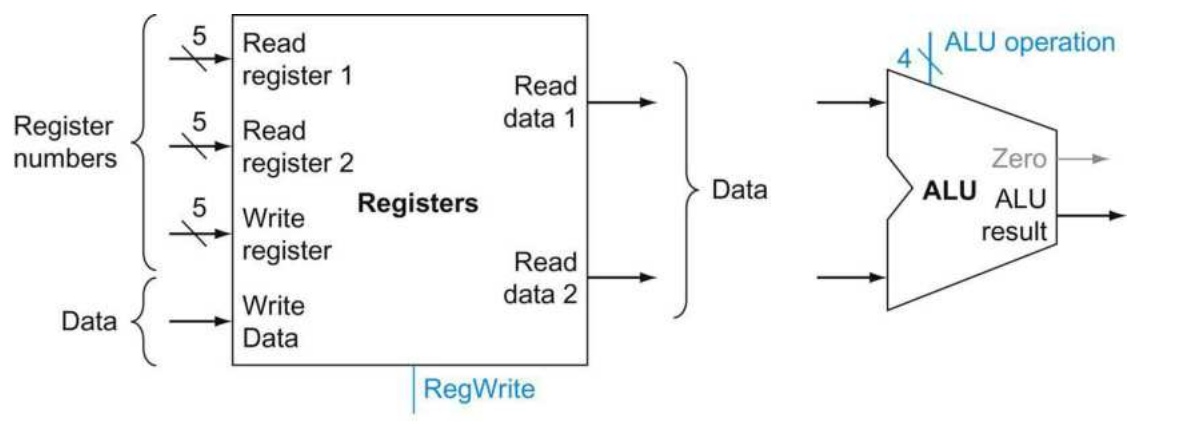 Register
numbers
Data
5
Read
register 1
5
Read
register 2
5
Write
register
Write
Data
Registers
Read
data 1
Read
data 2
RegWrite
Data
4
ALU operation
ALU
Zero
ALU
result